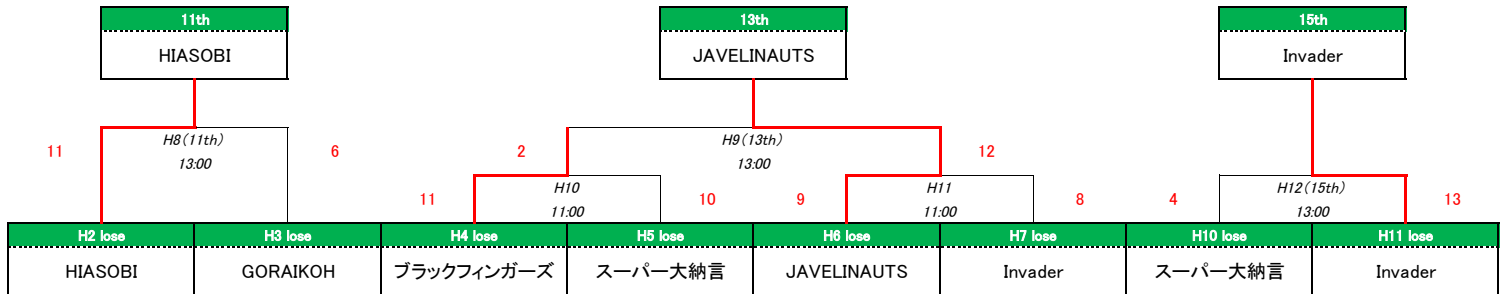 11th
13th
15th
HIASOBI
JAVELINAUTS
Invader
H8(11th)
13:00
11
6
H9(13th)
13:00
2
12
H10
11:00
11
10
H11
11:00
9
8
H12(15th)
13:00
4
13
H2 lose
H3 lose
H4 lose
H5 lose
H6 lose
H7 lose
H10 lose
H11 lose
HIASOBI
GORAIKOH
ブラックフィンガーズ
スーパー大納言
JAVELINAUTS
Invader
スーパー大納言
Invader